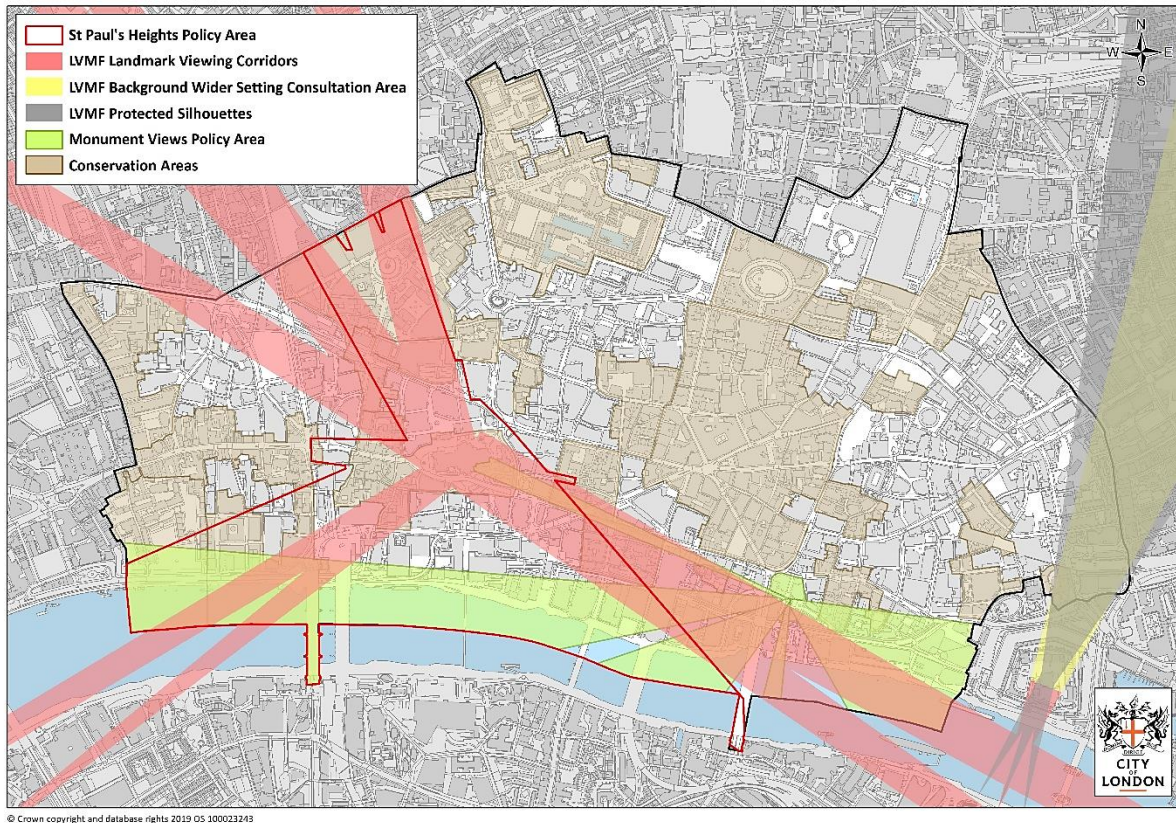 St Paul's Heights Policy Area
LVMF Landmark Viewing Corridors
LVMF Background Wider Setting Consultation Area
LVMF Protected Silhouettes
Monument Views Policy Area
Conservation Areas
N
W E
S
CITY
OF
LONDON
© Crown copyright and database rights 2019 OS 100023243